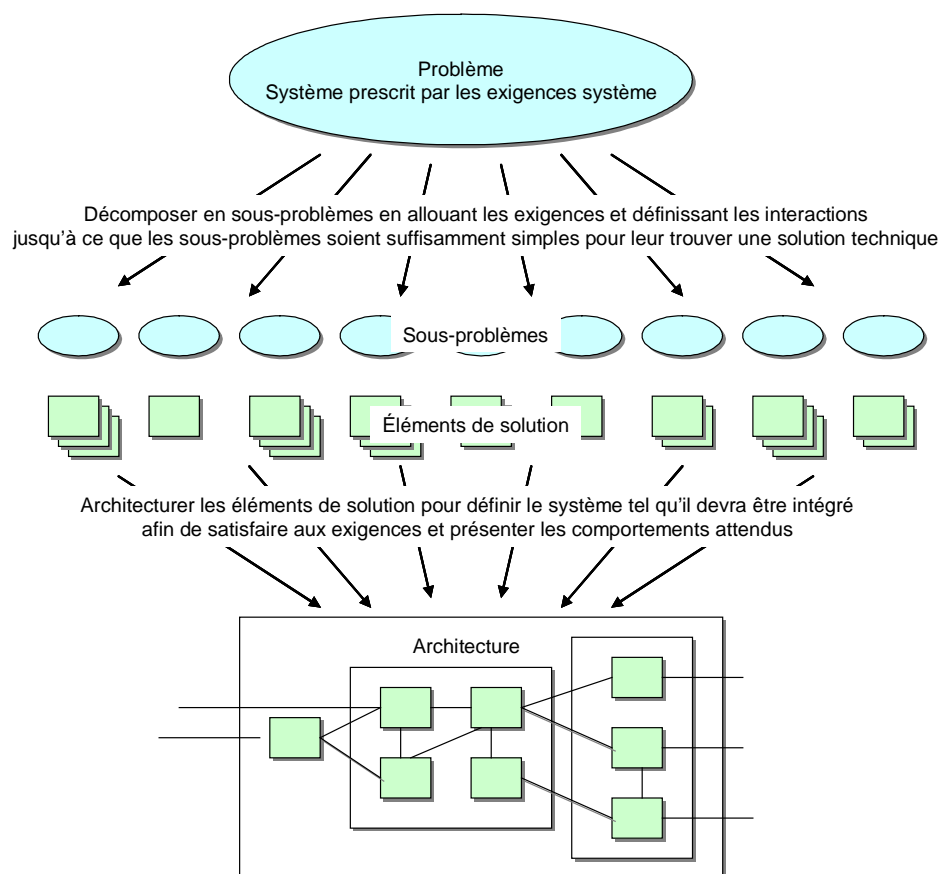 Problème
Système prescrit par les exigences système
Décomposer en sous-problèmes en allouant les exigences et définissant les interactions
jusqu'à ce que les sous-problèmes soient suffisamment simples pour leur trouver une solution technique
Sous-problèmes
Éléments de solution
Architecturer les éléments de solution pour définir le système tel qu'il devra être intégré
afin de satisfaire aux exigences et présenter les comportements attendus
Architecture